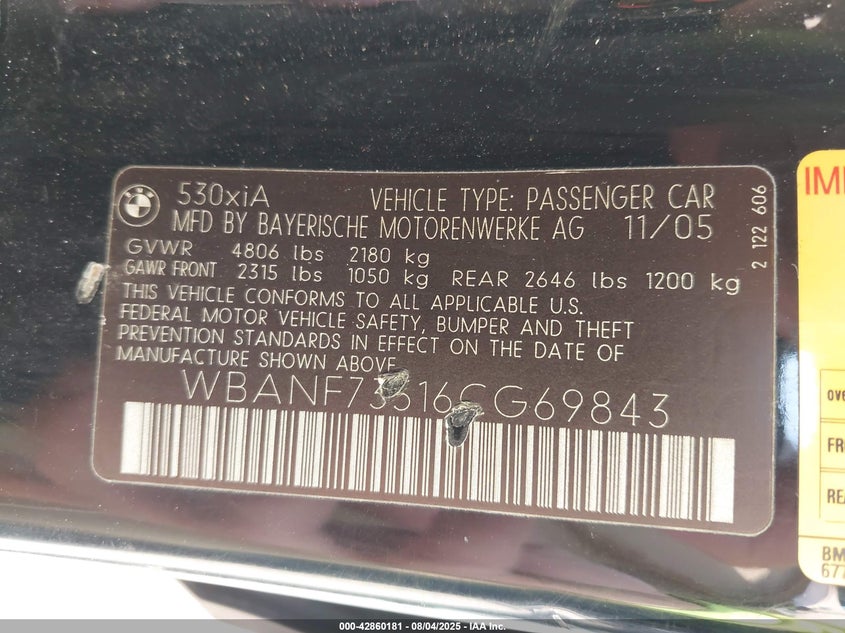 530xiA VEHICLE TYPE: PASSENGER CAR
MFD BY BAYERISCHE MOTORENWERKE AG 11/05
GVWR 4806 lbs 2180 kg
GAWR FRONT 2315 lbs 1050 kg REAR 2646 lbs 1200 kg
THIS VEHICLE CONFORMS TO ALL APPLICABLE U.S.
FEDERAL MOTOR VEHICLE SAFETY, BUMPER AND THEFT
PREVENTION STANDARDS IN EFFECT ON THE DATE OF
MANUFACTURE SHOWN ABOVE
WBANF73516CG69843
2 122 606
000-42860181 - 08/04/2025 - IAA Inc.